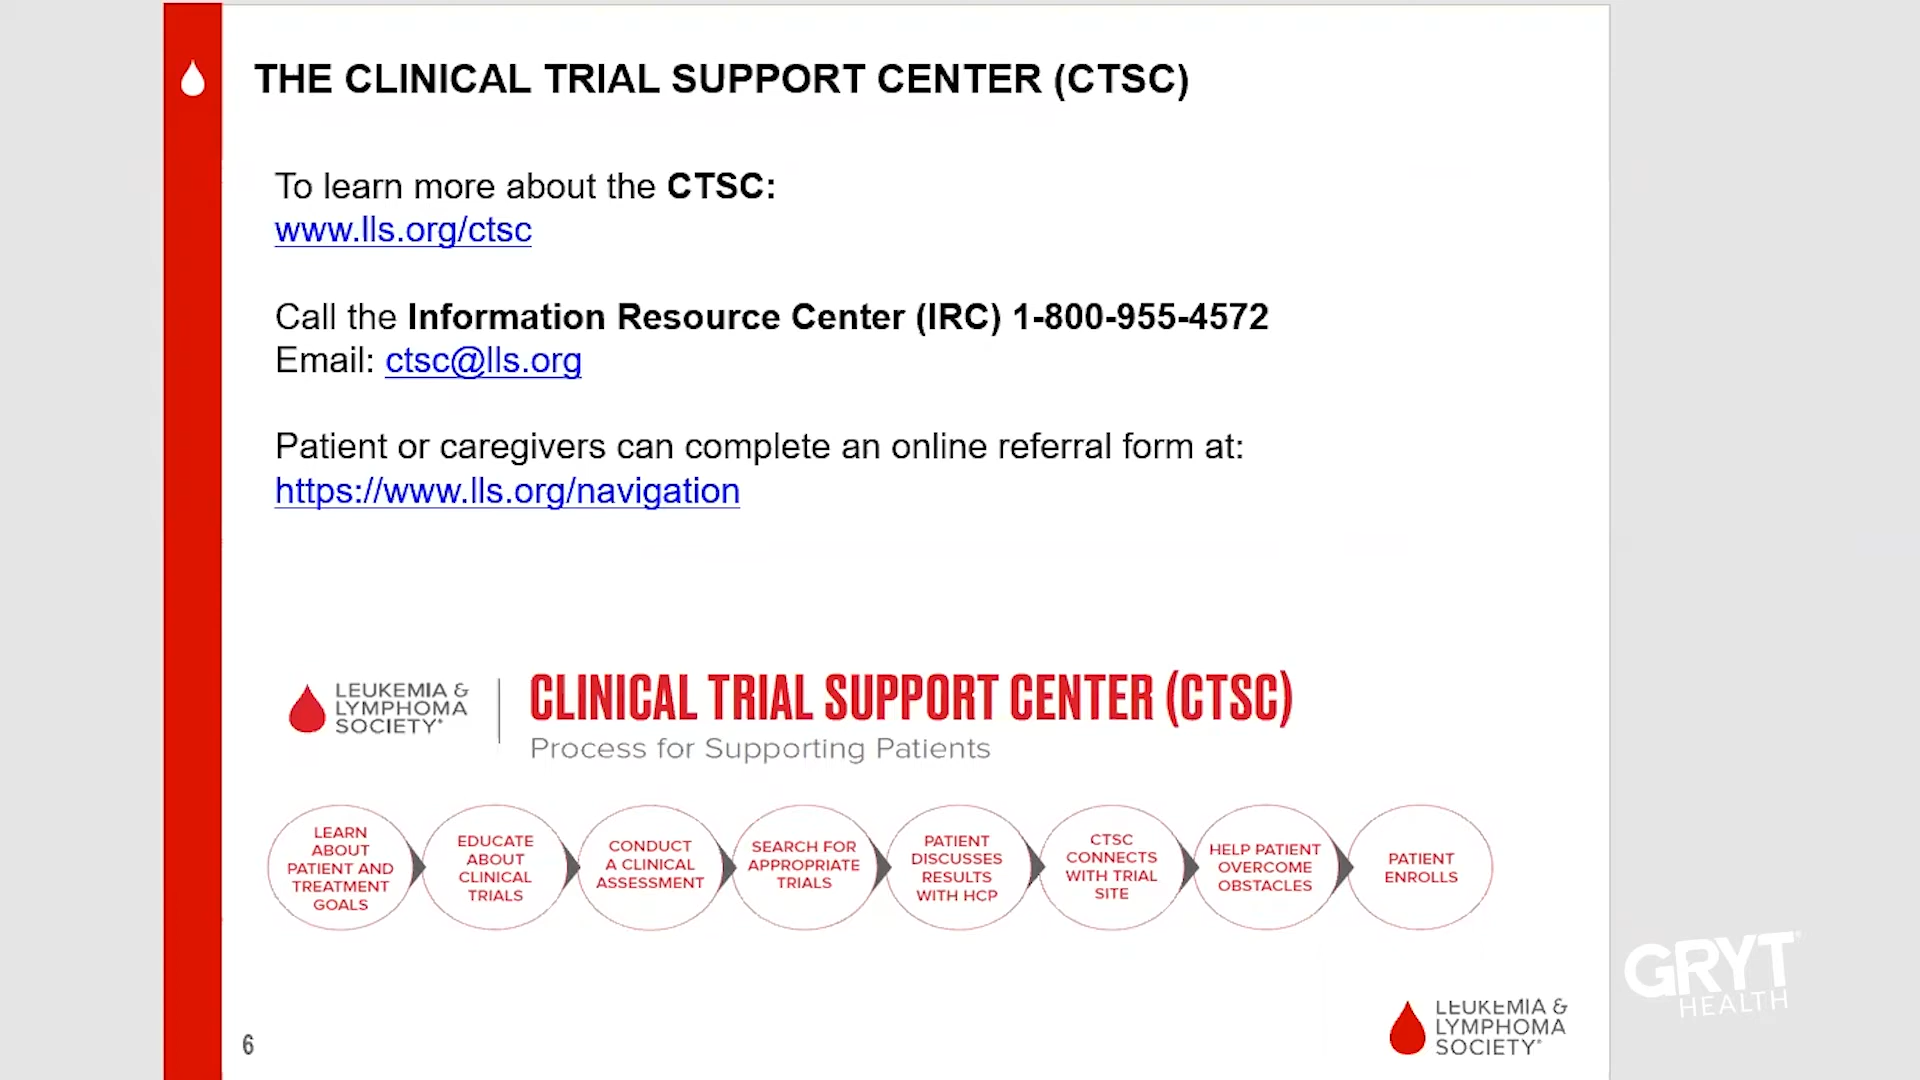 THE CLINICAL TRIAL SUPPORT CENTER (CTSC)
To learn more about the CTSC:
www.lls.org/ctsc
Call the Information Resource Center (IRC) 1-800-955-4572
Email: ctsc@lls.org
Patient or caregivers can complete an online referral form at:
https://www.lls.org/navigation
LEUKEMIA &
LYMPHOMA
SOCIETY®
CLINICAL TRIAL SUPPORT CENTER (CTSC)
Process for Supporting Patients
LEARN
ABOUT
PATIENT AND
TREATMENT
GOALS
EDUCATE
ABOUT
CLINICAL
TRIALS
CONDUCT
A CLINICAL
ASSESSMENT
SEARCH FOR
APPROPRIATE
TRIALS
PATIENT
DISCUSSES
RESULTS
WITH HCP
CTSC
CONNECTS
WITH TRIAL
SITE
HELP PATIENT
OVERCOME
OBSTACLES
PATIENT
ENROLLS
6
LEUKEMIA &
LYMPHOMA
SOCIETY®
GRYT®
HEALTH